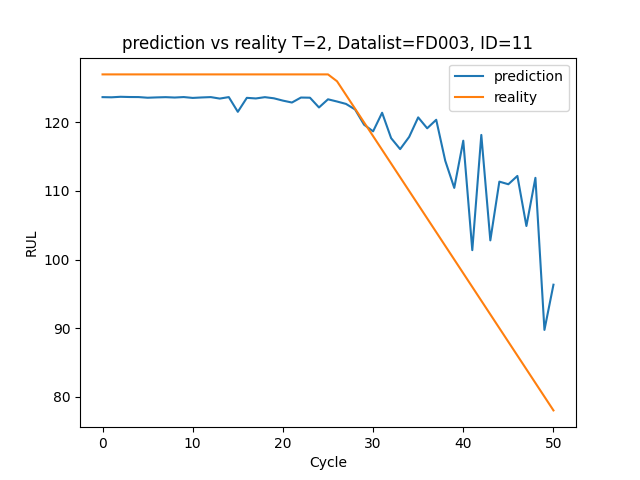 prediction vs reality T=2, Datalist=FD003, ID=11
prediction
reality
RUL
120
110
100
90
80
0 10 20 30 40 50
Cycle